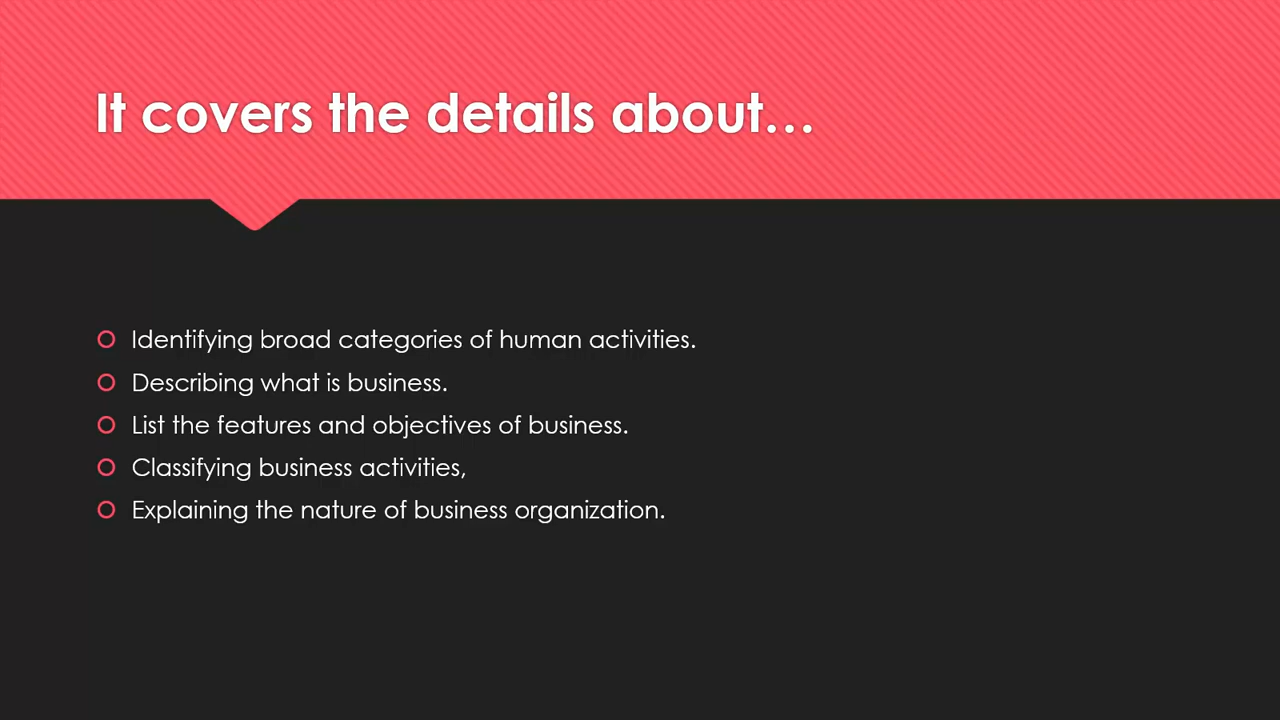 It covers the details about…
Identifying broad categories of human activities.
Describing what is business.
List the features and objectives of business.
Classifying business activities,
Explaining the nature of business organization.